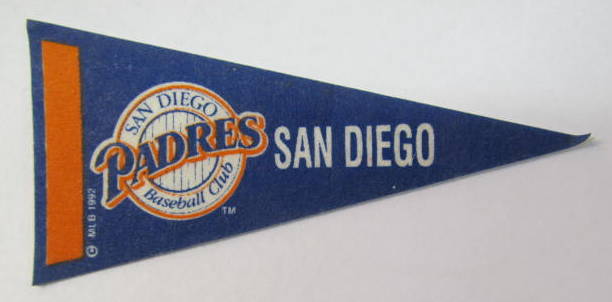 SAN DIEGO
PADRES
Baseball Club
TM
SAN DIEGO
© MLB 1992